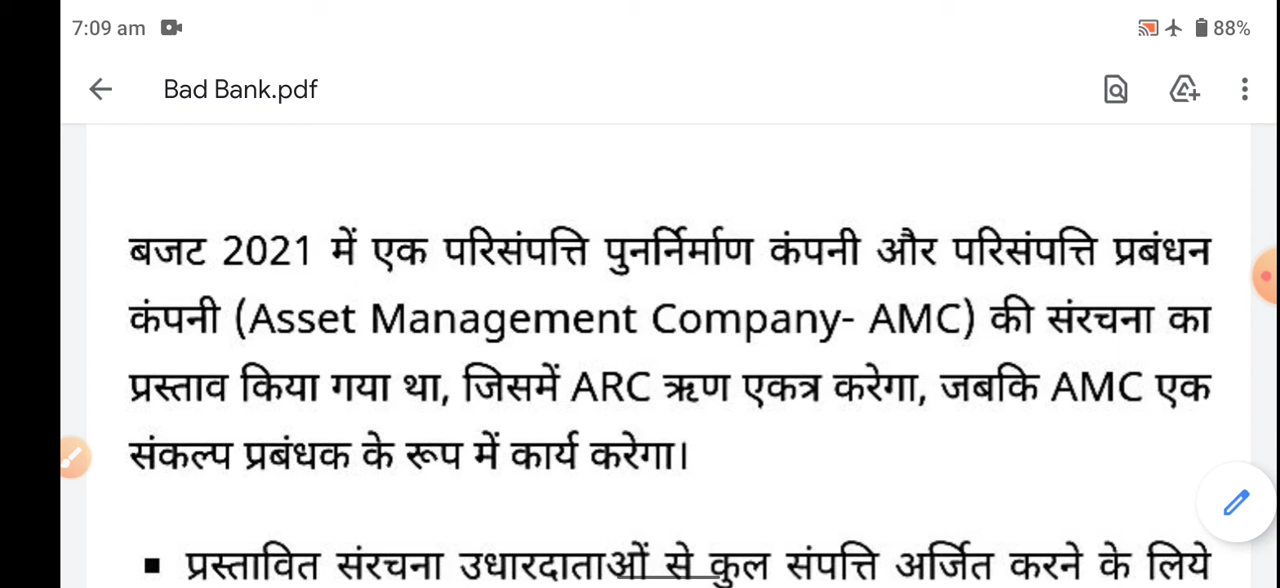 7:09 am
88%
Bad Bank.pdf
बजट 2021 में एक परिसंपत्ति पुनर्निर्माण कंपनी और परिसंपत्ति प्रबंधन
कंपनी (Asset Management Company- AMC) की संरचना का
प्रस्ताव किया गया था, जिसमें ARC ऋण एकत्र करेगा, जबकि AMC एक
संकल्प प्रबंधक के रूप में कार्य करेगा।
▪ प्रस्तावित संरचना उधारदाताओं से कुल संपत्ति अर्जित करने के लिये